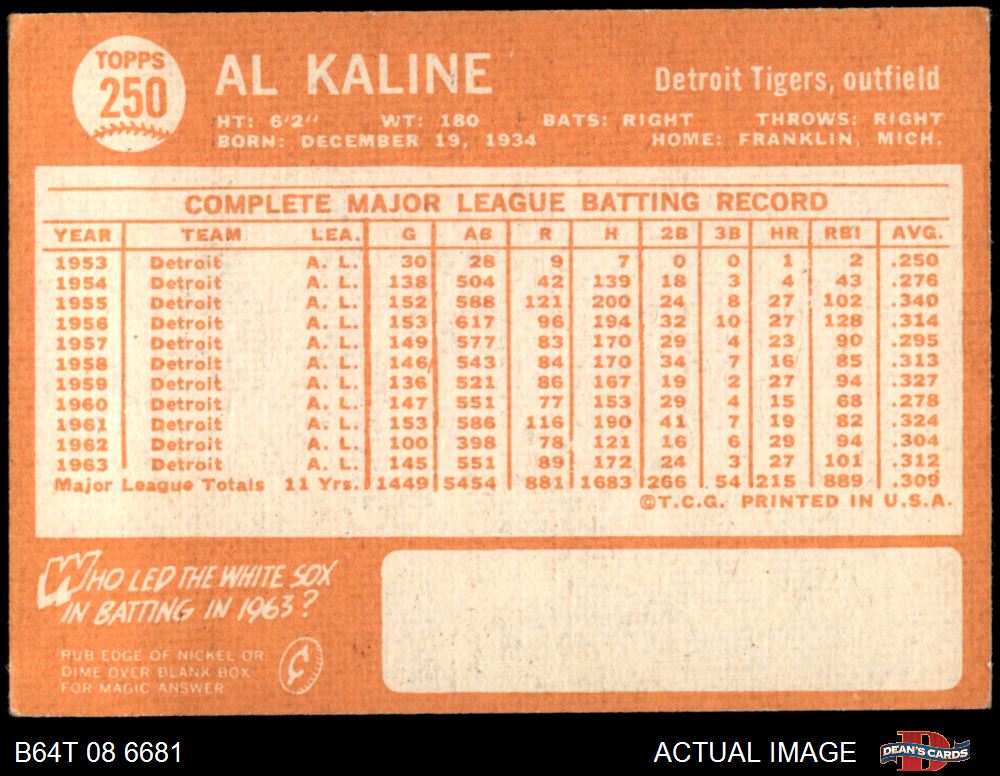 TOPPS
250
AL KALINE
Detroit Tigers, outfield
HT: 6'2" WT: 180 BATS: RIGHT THROWS: RIGHT
BORN: DECEMBER 19, 1934 HOME: FRANKLIN, MICH.
COMPLETE MAJOR LEAGUE BATTING RECORD
YEAR TEAM LEA. G AB R H 2B 3B HR RBI AVG.
1953 Detroit A. L. 30 28 9 7 0 0 1 2 .250
1954 Detroit A. L. 138 504 42 139 18 3 4 43 .276
1955 Detroit A. L. 152 588 121 200 24 8 27 102 .340
1956 Detroit A. L. 153 617 96 194 32 10 27 128 .314
1957 Detroit A. L. 149 577 83 170 29 4 23 90 .295
1958 Detroit A. L. 146 543 84 170 34 7 16 85 .313
1959 Detroit A. L. 136 521 86 167 19 2 27 94 .327
1960 Detroit A. L. 147 551 77 153 29 4 15 68 .278
1961 Detroit A. L. 153 586 116 190 41 7 19 82 .324
1962 Detroit A. L. 100 398 78 121 16 6 29 94 .304
1963 Detroit A. L. 145 551 89 172 24 3 27 101 .312
Major League Totals 11 Yrs. 1449 5454 881 1683 266 54 215 889 .309
©T.C.G. PRINTED IN U.S.A.
WHO LED THE WHITE SOX
IN BATTING IN 1963?
RUB EDGE OF NICKEL OR
DIME OVER BLANK BOX
FOR MAGIC ANSWER
¢
B64T 08 6681
ACTUAL IMAGE
D
DEAN'S CARDS